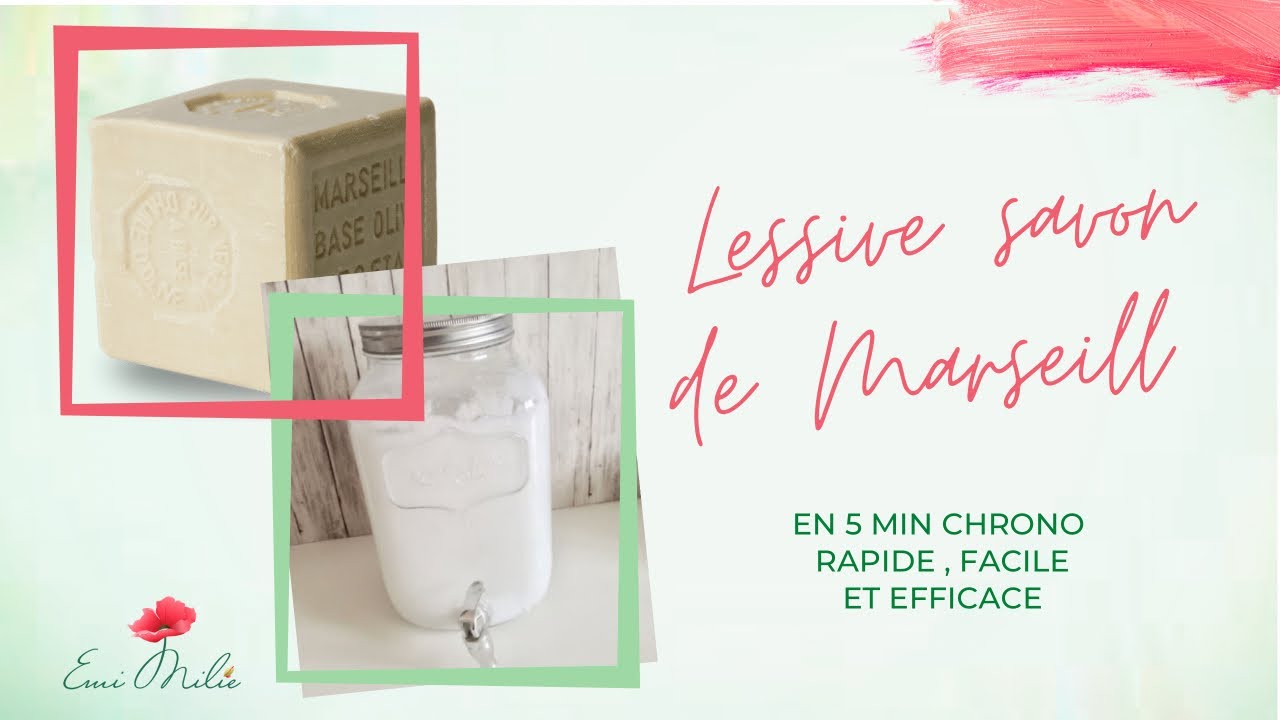 MARSEILL
BASE OLIV
Lessive savon
de Marseill
EN 5 MIN CHRONO
RAPIDE , FACILE
ET EFFICACE
Emi Milie